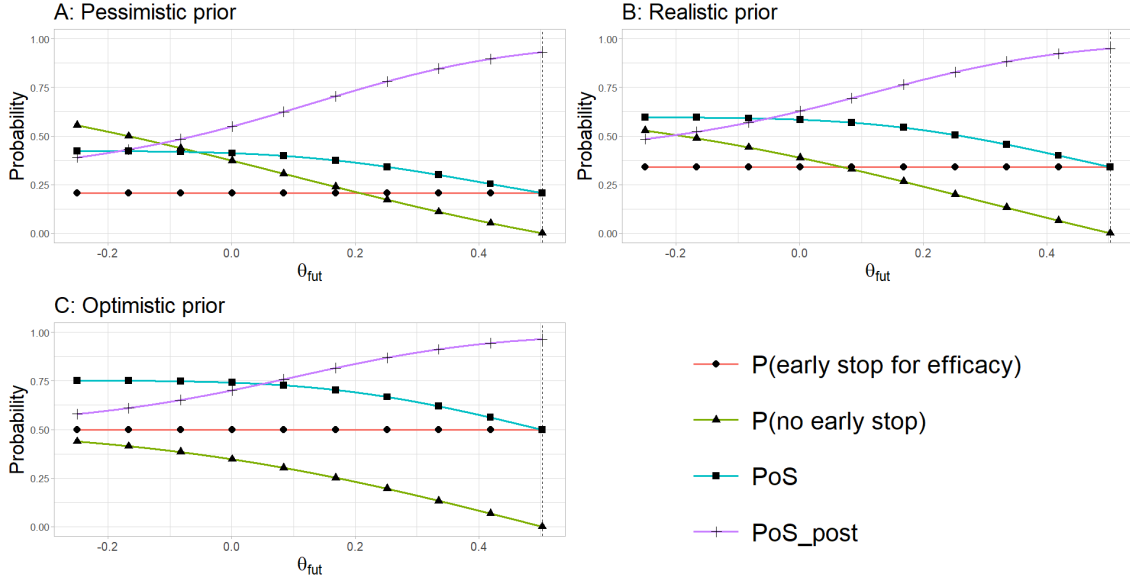 A: Pessimistic prior
1.00
0.75
0.50
0.25
0.00
Probability
-0.2
0.0
0.2
0.4
θfut
B: Realistic prior
1.00
0.75
0.50
0.25
0.00
Probability
-0.2
0.0
0.2
0.4
θfut
C: Optimistic prior
1.00
0.75
0.50
0.25
0.00
Probability
-0.2
0.0
0.2
0.4
θfut
P(early stop for efficacy)
P(no early stop)
PoS
PoS_post